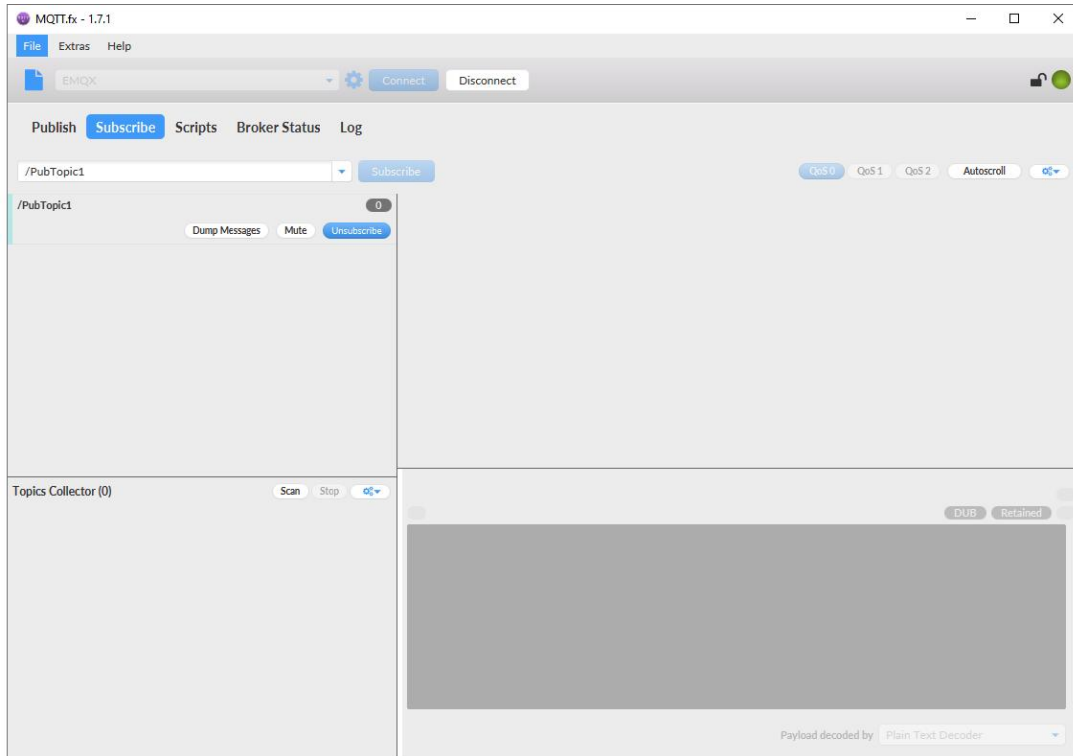 MQTT.fx - 1.7.1
File Extras Help
EMQX Connect Disconnect
Publish Subscribe Scripts Broker Status Log
/PubTopic1 Subscribe QoS 0 QoS 1 QoS 2 Autoscroll
/PubTopic1 0
Dump Messages Mute Unsubscribe
Topics Collector (0) Scan Stop
DUB Retained
Payload decoded by Plain Text Decoder